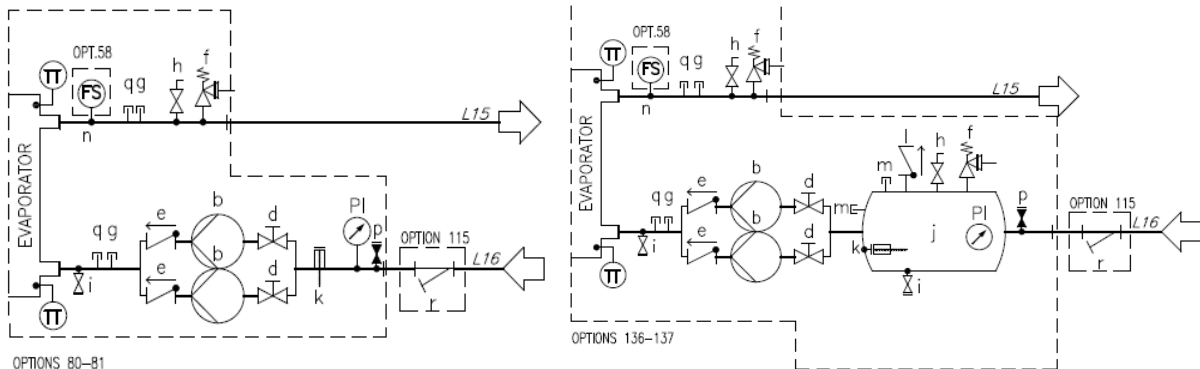 OPT.58
TT
FS
q g
h
f
n
L15
EVAPORATOR
b
e
d
PI
p
OPTION 115
q g
i
e
b
d
k
r
L16
TT
OPTIONS 80-81
OPT.58
TT
FS
q g
h
f
n
L15
EVAPORATOR
b
e
d
m
l
h
f
q g
i
e
b
d
m
k
j
PI
p
OPTION 115
r
L16
i
TT
OPTIONS 136-137